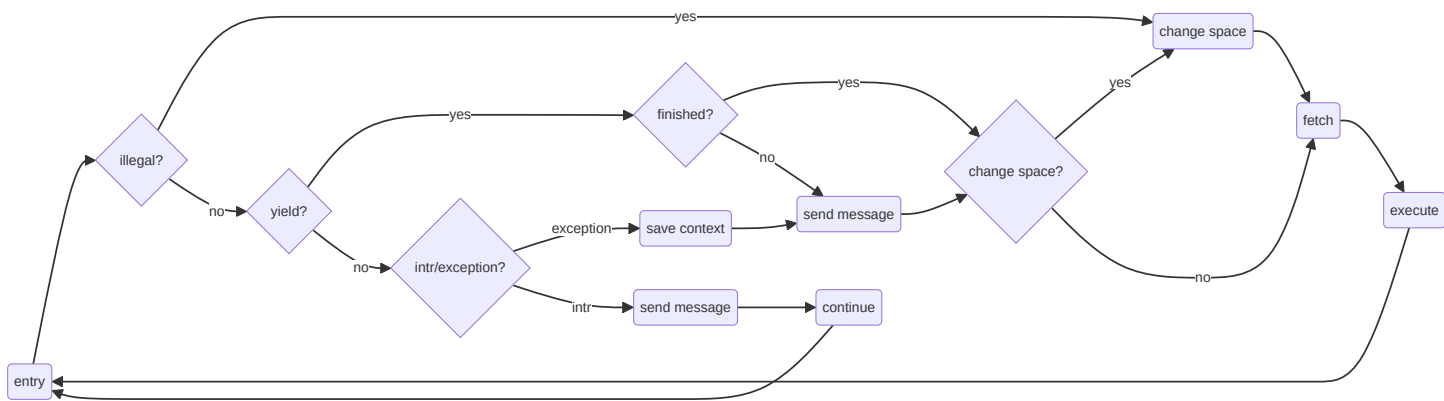 yes
change space
yes
yes
yes
finished?
fetch
illegal?
no
change space?
no
yield?
send message
execute
exception
save context
no
intr/exception?
no
intr
send message
continue
entry